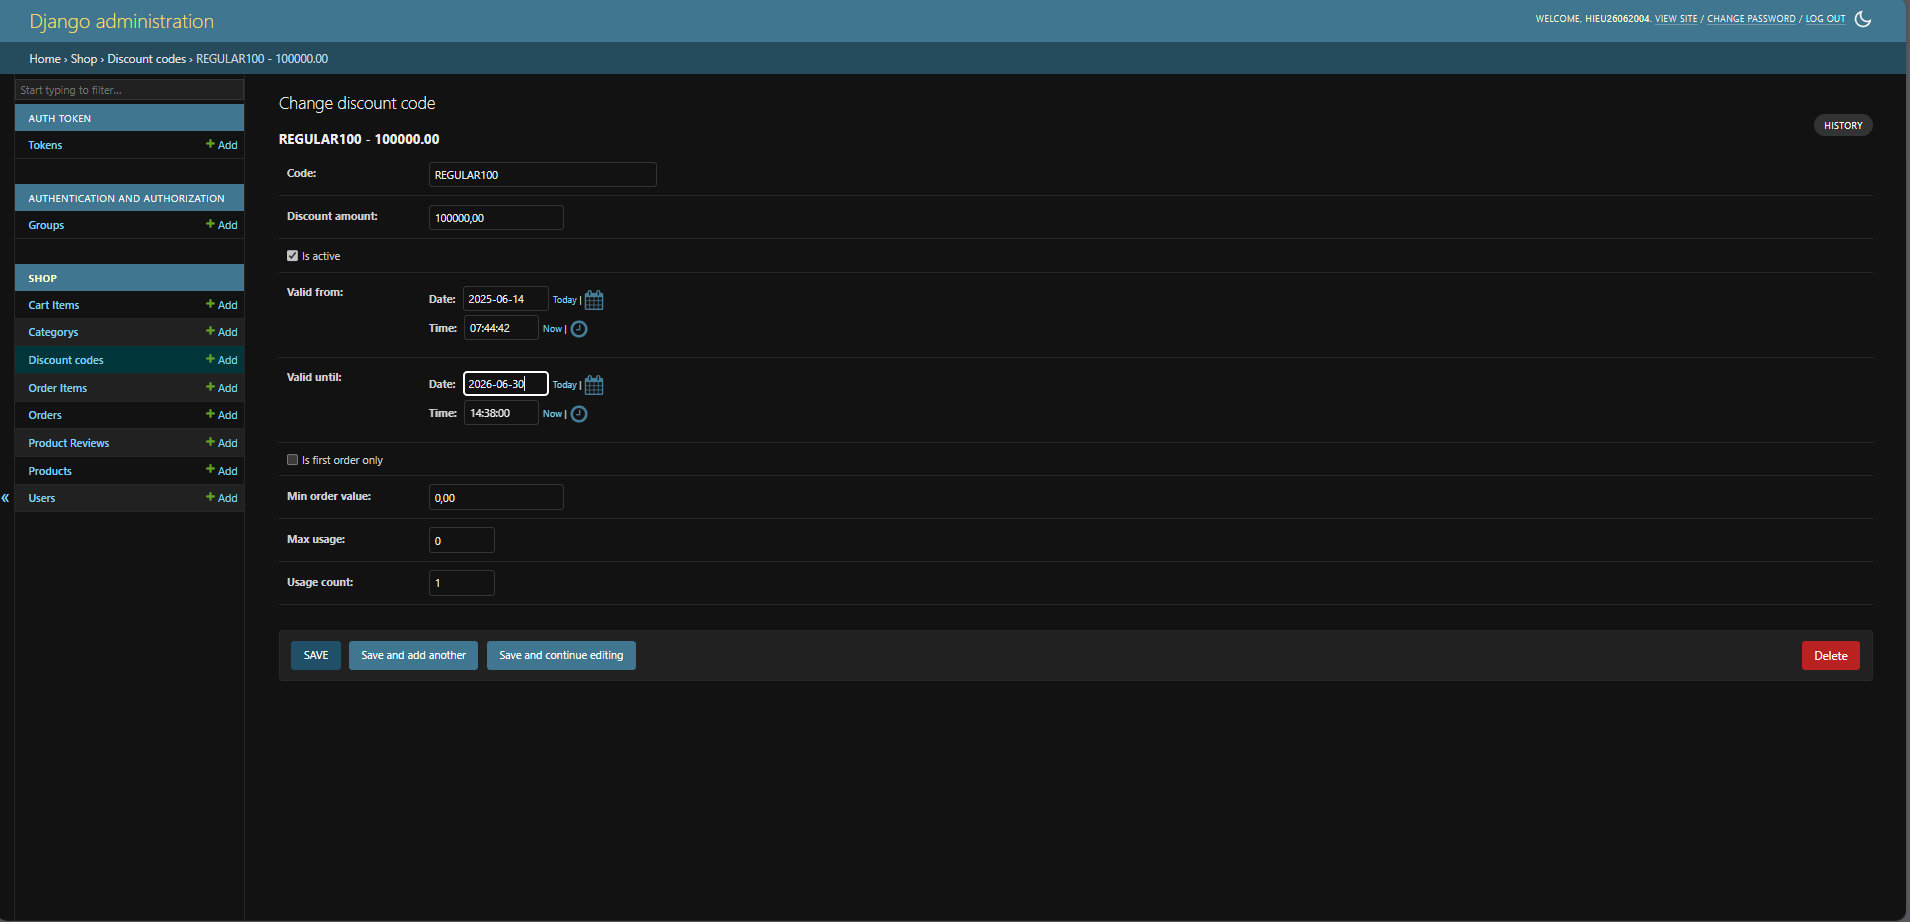 Django administration
WELCOME, HIEU26062004. VIEW SITE / CHANGE PASSWORD / LOG OUT
Home › Shop › Discount codes › REGULAR100 - 100000.00
Start typing to filter...
AUTH TOKEN
Tokens + Add
AUTHENTICATION AND AUTHORIZATION
Groups + Add
SHOP
Cart Items + Add
Categorys + Add
Discount codes + Add
Order Items + Add
Orders + Add
Product Reviews + Add
Products + Add
Users + Add
«
Change discount code
HISTORY
REGULAR100 - 100000.00
Code: REGULAR100
Discount amount: 100000,00
Is active
Valid from:
Date: 2025-06-14 Today |
Time: 07:44:42 Now |
Valid until:
Date: 2026-06-30 Today |
Time: 14:38:00 Now |
Is first order only
Min order value: 0,00
Max usage: 0
Usage count: 1
SAVE Save and add another Save and continue editing Delete